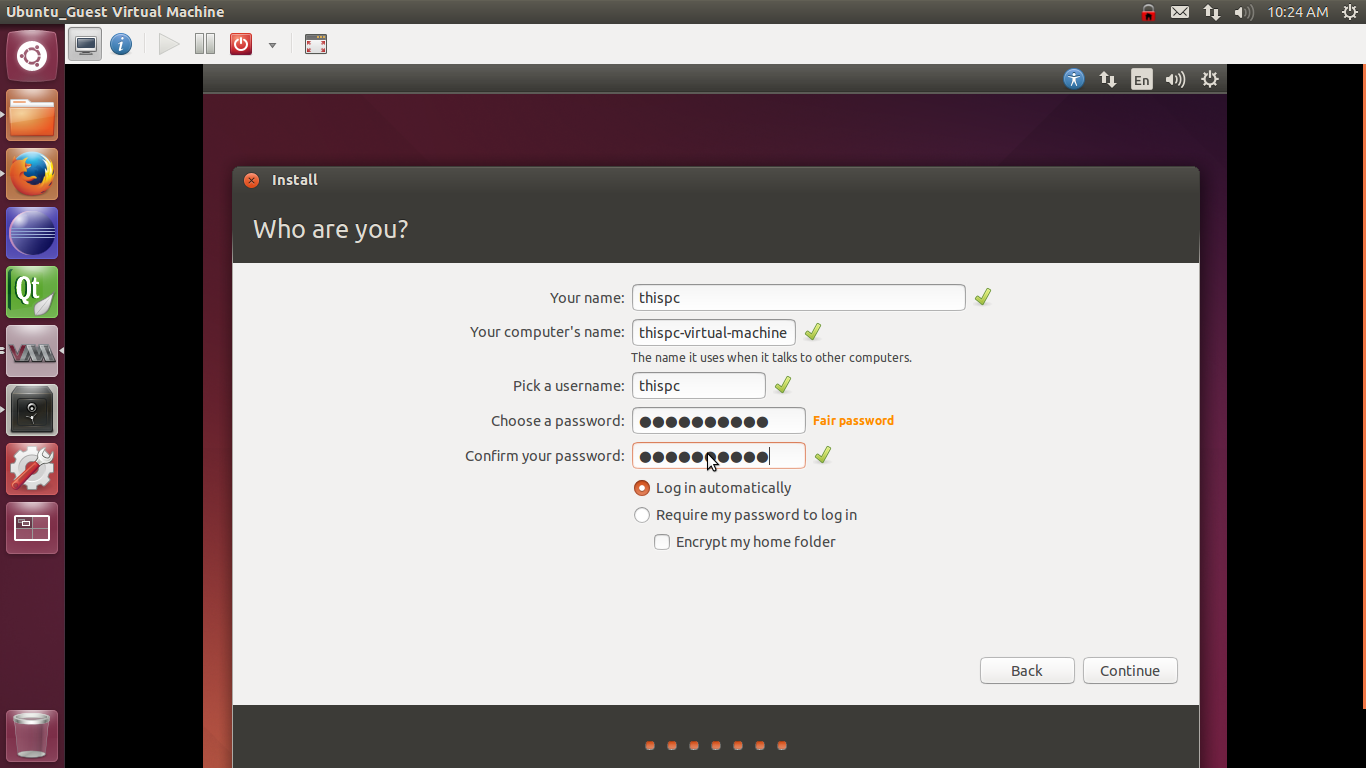 Ubuntu_Guest Virtual Machine
10:24 AM
En
Install
Who are you?
Your name: thispc
Your computer's name: thispc-virtual-machine
The name it uses when it talks to other computers.
Pick a username: thispc
Choose a password: ●●●●●●●●●● Fair password
Confirm your password: ●●●●●●●●●●
Log in automatically
Require my password to log in
Encrypt my home folder
Back Continue
Qt
VM